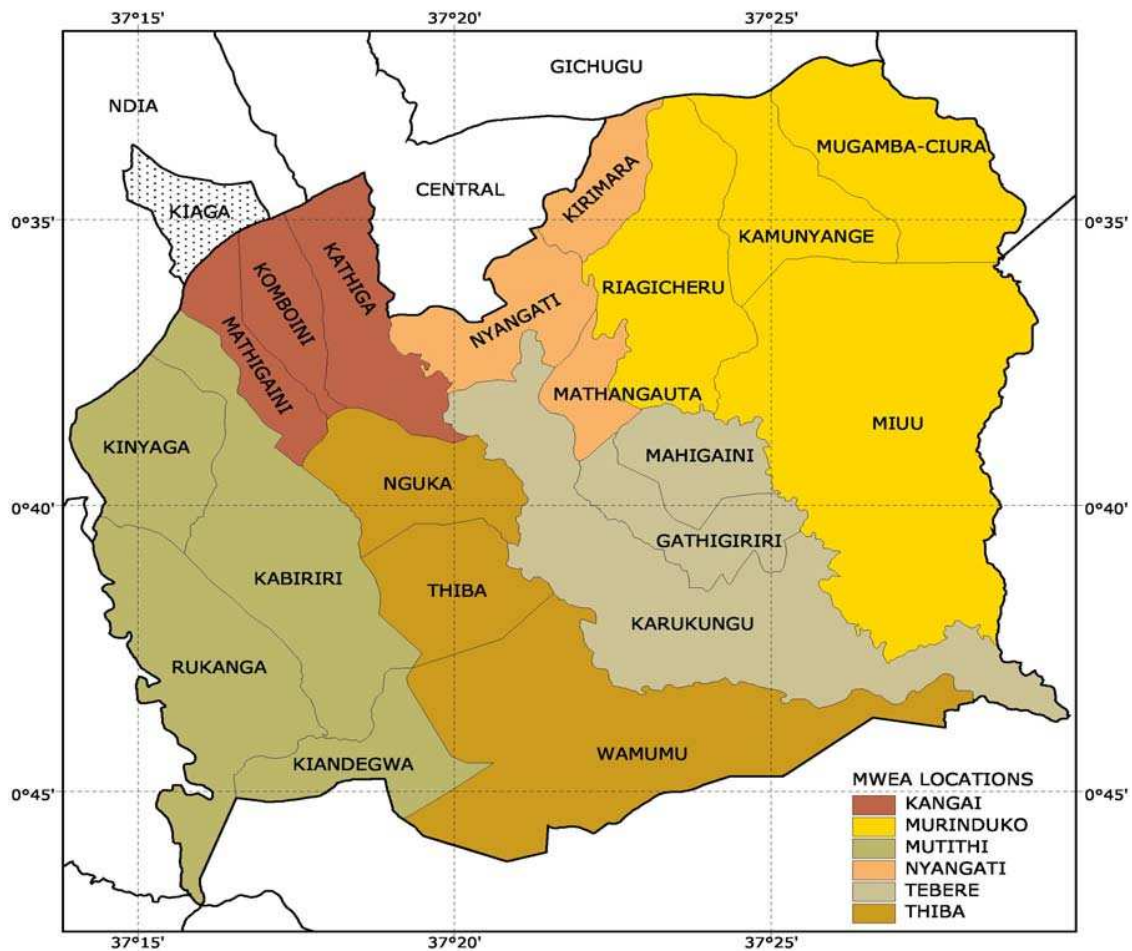 37°15'
37°20'
37°25'
GICHUGU
NDIA
MUGAMBA-CIURA
CENTRAL
KIRIMARA
KIAGA
0°35'
0°35'
KAMUNYANGE
KATHIGA
KOMBOINI
RIAGICHERU
NYANGATI
MATHIGAINI
MATHANGAUTA
MIUU
KINYAGA
MAHIGAINI
NGUKA
0°40'
0°40'
GATHIGIRIRI
KABIRIRI
THIBA
KARUKUNGU
RUKANGA
WAMUMU
KIANDEGWA
0°45'
0°45'
MWEA LOCATIONS
KANGAI
MURINDUKO
MUTITHI
NYANGATI
TEBERE
THIBA
37°15'
37°20'
37°25'